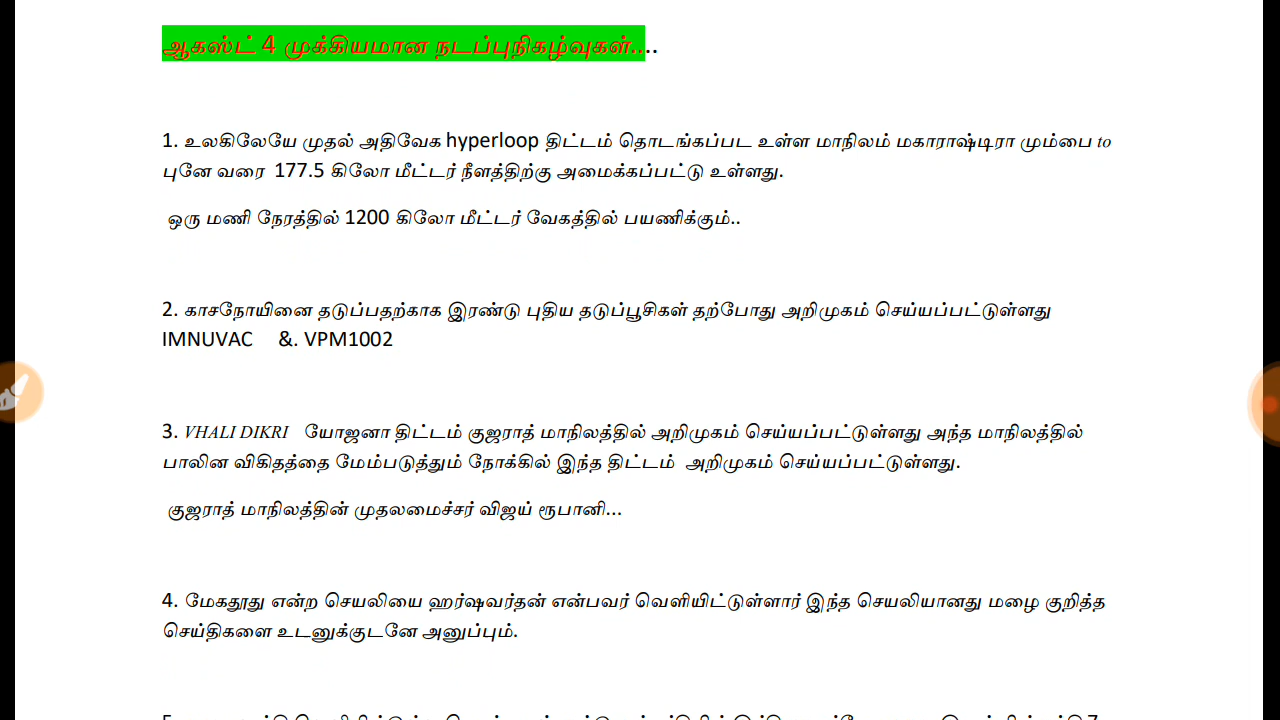 ஆகஸ்ட் 4 முக்கியமான நடப்புநிகழ்வுகள்....
1. உலகிலேயே முதல் அதிவேக hyperloop திட்டம் தொடங்கப்பட உள்ள மாநிலம் மகாராஷ்டிரா மும்பை to
புனே வரை 177.5 கிலோ மீட்டர் நீளத்திற்கு அமைக்கப்பட்டு உள்ளது.
ஒரு மணி நேரத்தில் 1200 கிலோ மீட்டர் வேகத்தில் பயணிக்கும்..
2. காசநோயினை தடுப்பதற்காக இரண்டு புதிய தடுப்பூசிகள் தற்போது அறிமுகம் செய்யப்பட்டுள்ளது
IMNUVAC &. VPM1002
3. VHALI DIKRI யோஜனா திட்டம் குஜராத் மாநிலத்தில் அறிமுகம் செய்யப்பட்டுள்ளது அந்த மாநிலத்தில்
பாலின விகிதத்தை மேம்படுத்தும் நோக்கில் இந்த திட்டம் அறிமுகம் செய்யப்பட்டுள்ளது.
குஜராத் மாநிலத்தின் முதலமைச்சர் விஜய் ரூபானி...
4. மேகதூது என்ற செயலியை ஹர்ஷவர்தன் என்பவர் வெளியிட்டுள்ளார் இந்த செயலியானது மழை குறித்த
செய்திகளை உடனுக்குடனே அனுப்பும்.